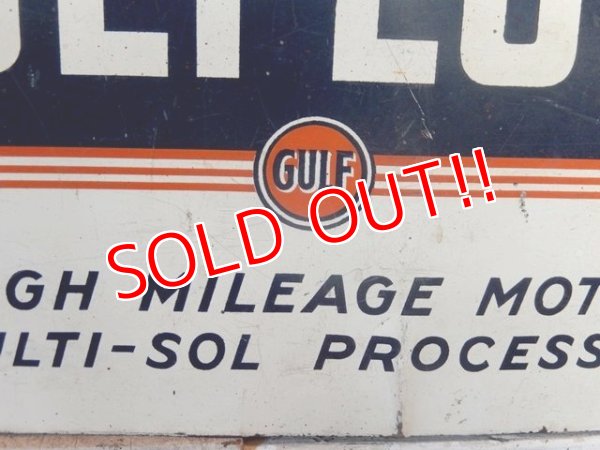 GULF
SOLD OUT!!
GH MILEAGE MOT
LTI-SOL PROCESS